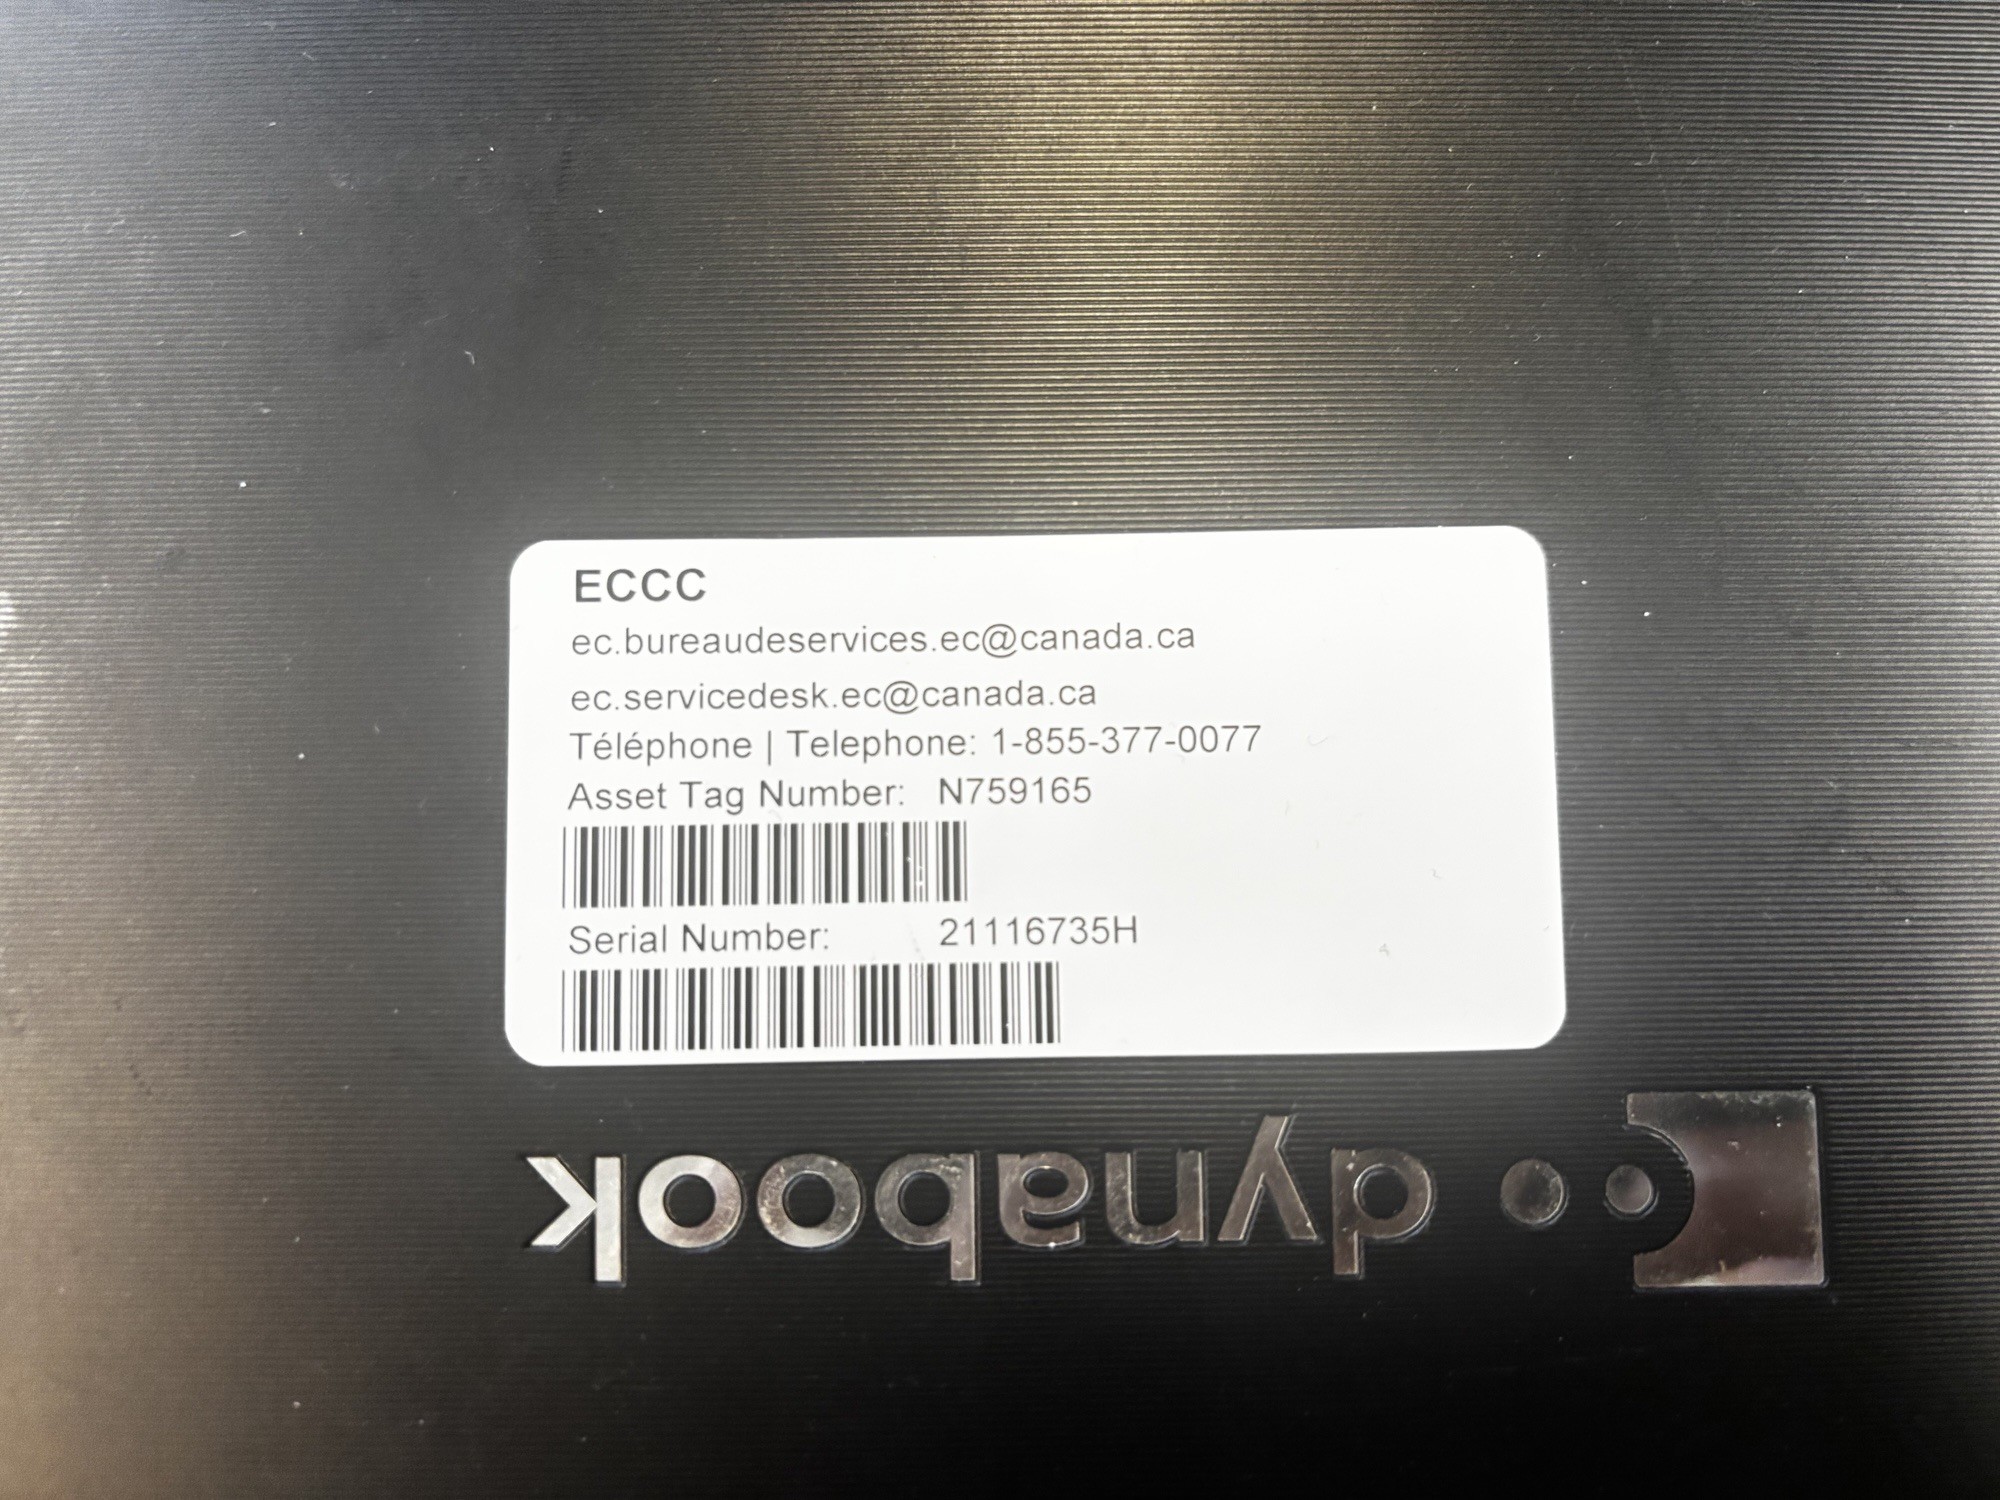 ECCC
ec.bureaudeservices.ec@canada.ca
ec.servicedesk.ec@canada.ca
Téléphone | Telephone: 1-855-377-0077
Asset Tag Number: N759165
Serial Number: 21116735H
dynabook